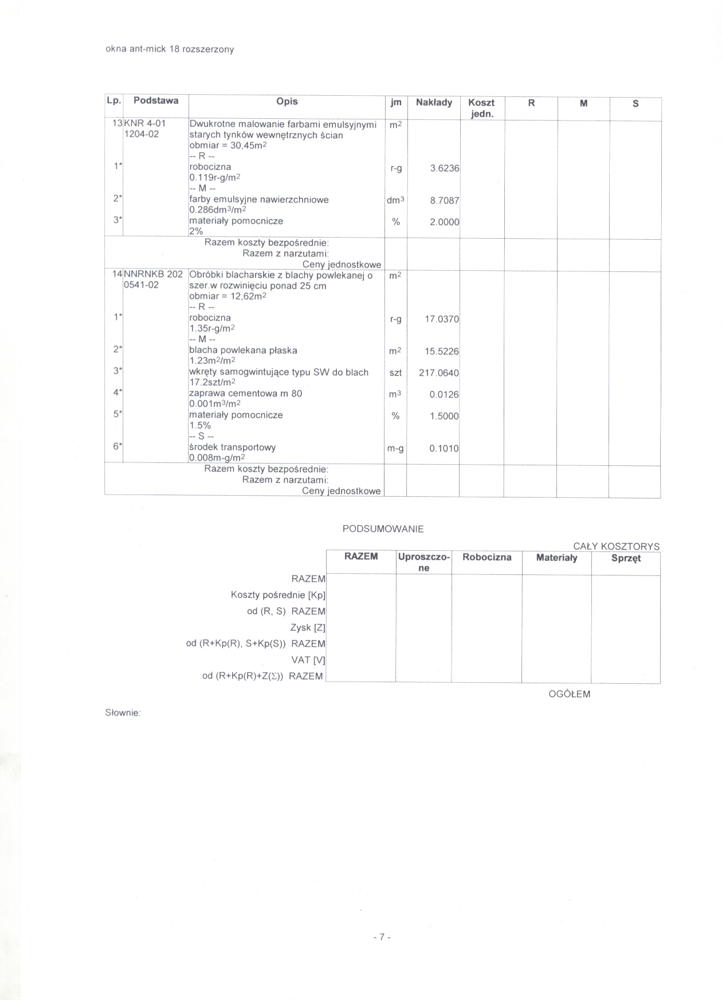 okna ant-mick 18 rozszerzony
Lp. Podstawa Opis jm Nakłady Koszt jedn. R M S
13 KNR 4-01 Dwukrotne malowanie farbami emulsyjnymi m2
1204-02 starych tynków wewnętrznych ścian
obmiar = 30,45m2
-- R --
1* robocizna r-g 3.6236
0.119r-g/m2
-- M --
2* farby emulsyjne nawierzchniowe dm3 8.7087
0.286dm3/m2
3* materiały pomocnicze % 2.0000
2%
Razem koszty bezpośrednie:
Razem z narzutami:
Ceny jednostkowe
14 NNRNKB 202 Obróbki blacharskie z blachy powlekanej o m2
0541-02 szer.w rozwinięciu ponad 25 cm
obmiar = 12,62m2
-- R --
1* robocizna r-g 17.0370
1.35r-g/m2
-- M --
2* blacha powlekana płaska m2 15.5226
1.23m2/m2
3* wkręty samogwintujące typu SW do blach szt 217.0640
17.2szt/m2
4* zaprawa cementowa m 80 m3 0.0126
0.001m3/m2
5* materiały pomocnicze % 1.5000
1.5%
-- S --
6* środek transportowy m-g 0.1010
0.008m-g/m2
Razem koszty bezpośrednie:
Razem z narzutami:
Ceny jednostkowe
PODSUMOWANIE
CAŁY KOSZTORYS
RAZEM Uproszczo- Robocizna Materiały Sprzęt
ne
RAZEM
Koszty pośrednie [Kp]
od (R, S) RAZEM
Zysk [Z]
od (R+Kp(R), S+Kp(S)) RAZEM
VAT [V]
od (R+Kp(R)+Z(Σ)) RAZEM
OGÓŁEM
Słownie:
- 7 -